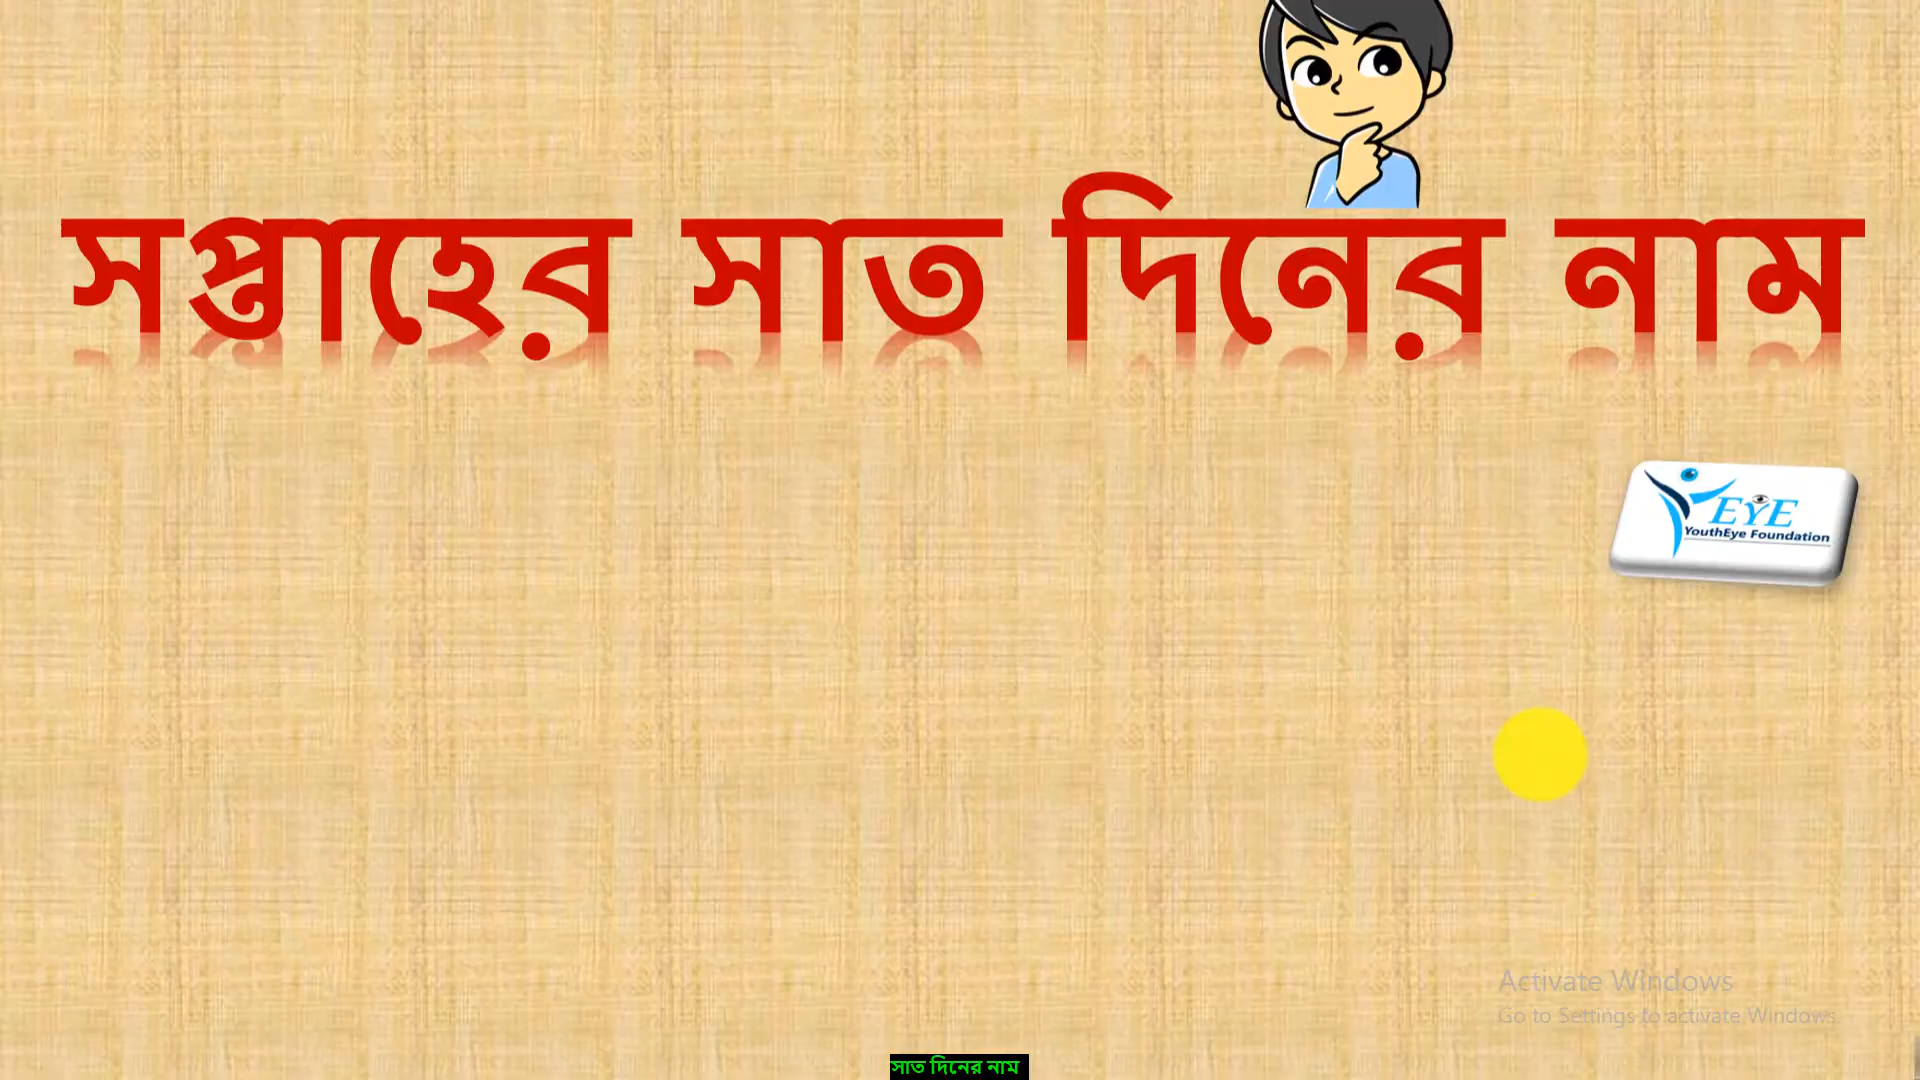 সপ্তাহের সাত দিনের নাম
EYE
YouthEye Foundation
Activate Windows
Go to Settings to activate Windows.
সাত দিনের নাম